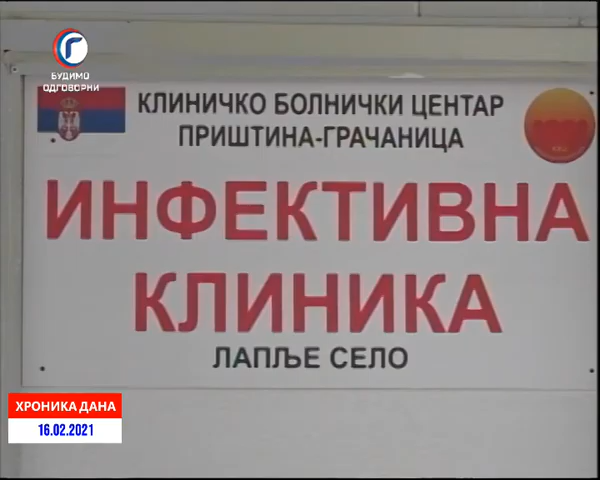 БУДИМО
ОДГОВОРНИ
КЛИНИЧКО БОЛНИЧКИ ЦЕНТАР
ПРИШТИНА-ГРАЧАНИЦА
ИНФЕКТИВНА
КЛИНИКА
ЛАПЉЕ СЕЛО
ХРОНИКА ДАНА
16.02.2021